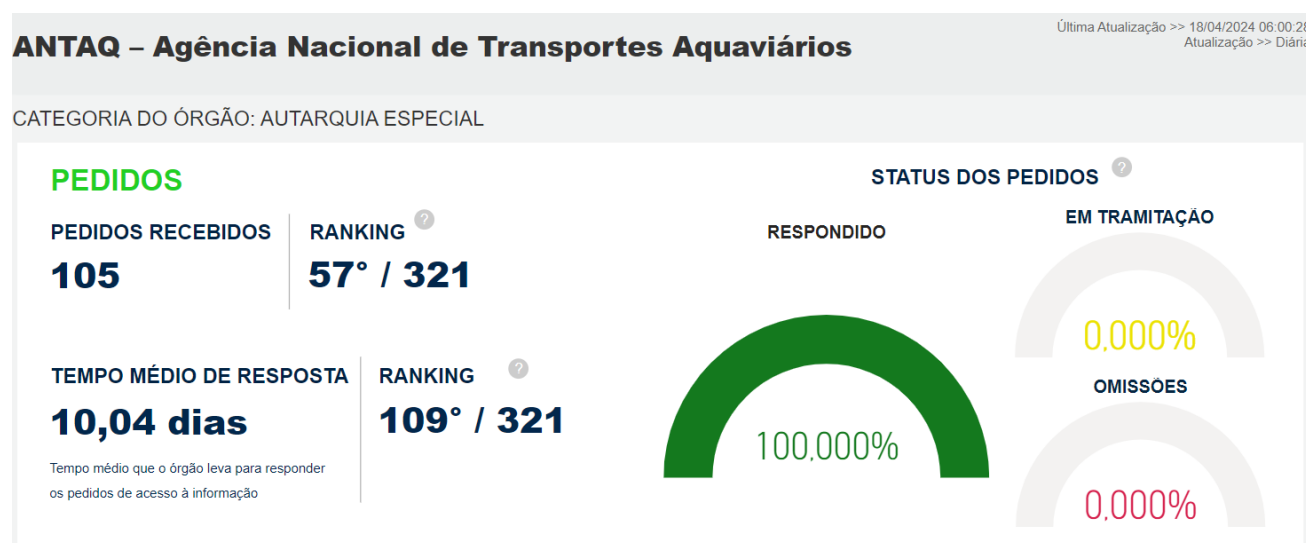 ANTAQ – Agência Nacional de Transportes Aquaviários
Última Atualização >> 18/04/2024 06:00:28
Atualização >> Diária
CATEGORIA DO ÓRGÃO: AUTARQUIA ESPECIAL
PEDIDOS
PEDIDOS RECEBIDOS
105
RANKING ?
57° / 321
TEMPO MÉDIO DE RESPOSTA
10,04 dias
Tempo médio que o órgão leva para responder
os pedidos de acesso à informação
RANKING ?
109° / 321
STATUS DOS PEDIDOS ?
RESPONDIDO
100,000%
EM TRAMITAÇÃO
0,000%
OMISSÕES
0,000%